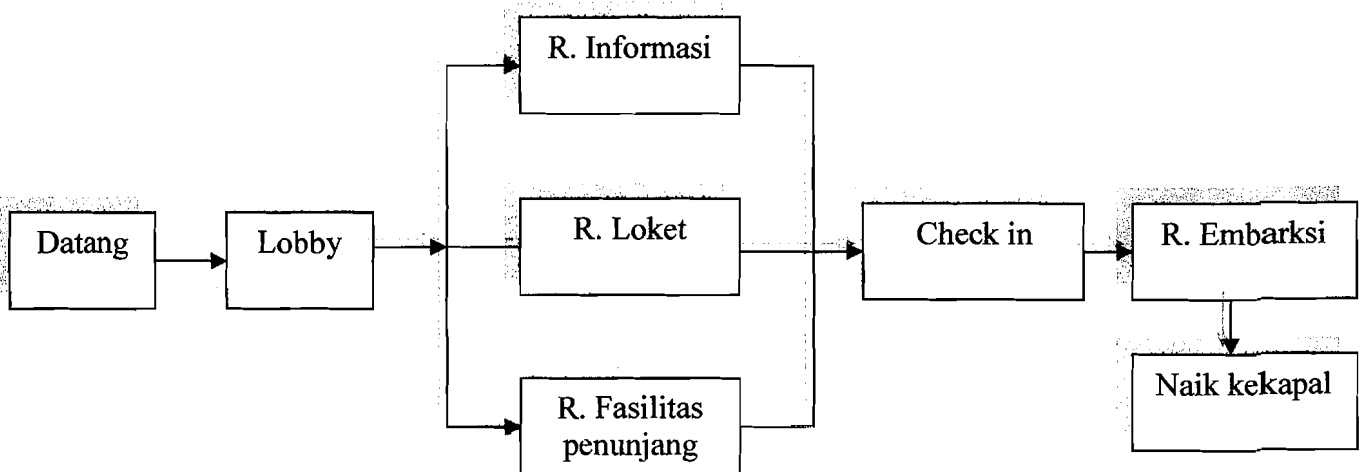 R. Informasi
Datang
Lobby
R. Loket
Check in
R. Embarksi
R. Fasilitas
penunjang
Naik kekapal